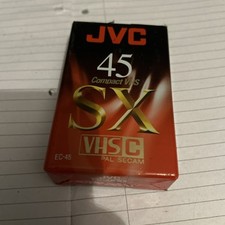 JVC
45
Compact VHS
SX
VHS C
PAL SECAM
EC-45